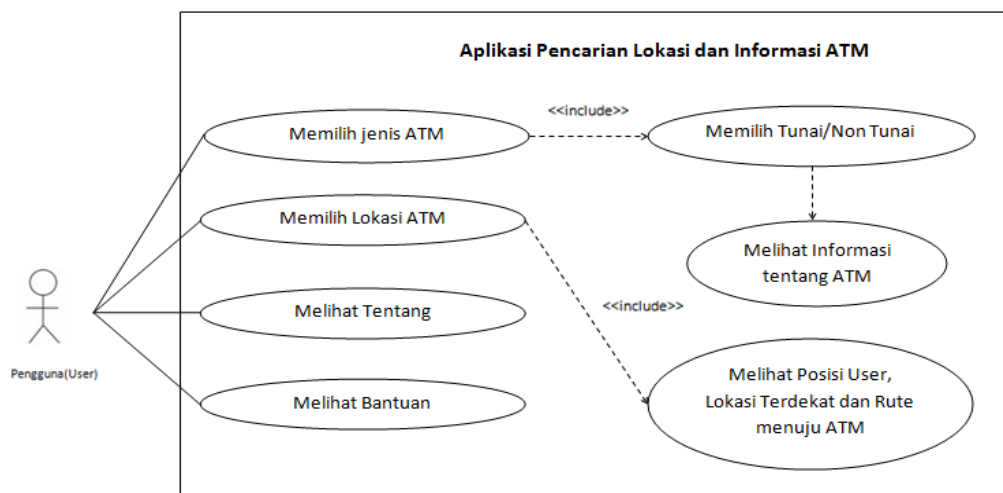 Aplikasi Pencarian Lokasi dan Informasi ATM
<<include>>
Memilih jenis ATM
Memilih Tunai/Non Tunai
Memilih Lokasi ATM
Melihat Informasi
tentang ATM
<<include>>
Melihat Tentang
Pengguna(User)
Melihat Posisi User,
Lokasi Terdekat dan Rute
menuju ATM
Melihat Bantuan